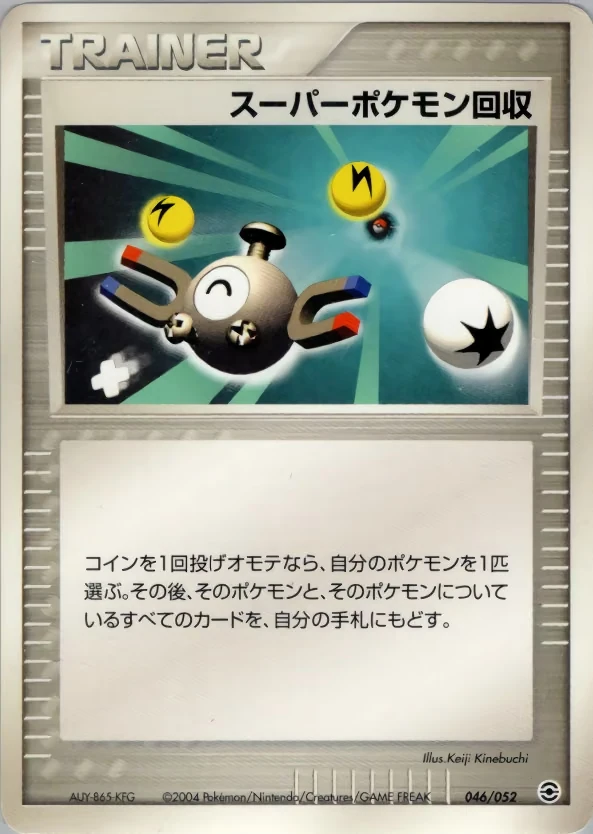 TRAINER
スーパーポケモン回収
コインを1回投げオモテなら、自分のポケモンを1匹
選ぶ。その後、そのポケモンと、そのポケモンについて
いるすべてのカードを、自分の手札にもどす。
Illus. Keiji Kinebuchi
AUY-865-KFG ©2004 Pokémon/Nintendo/Creatures/GAME FREAK 046/052